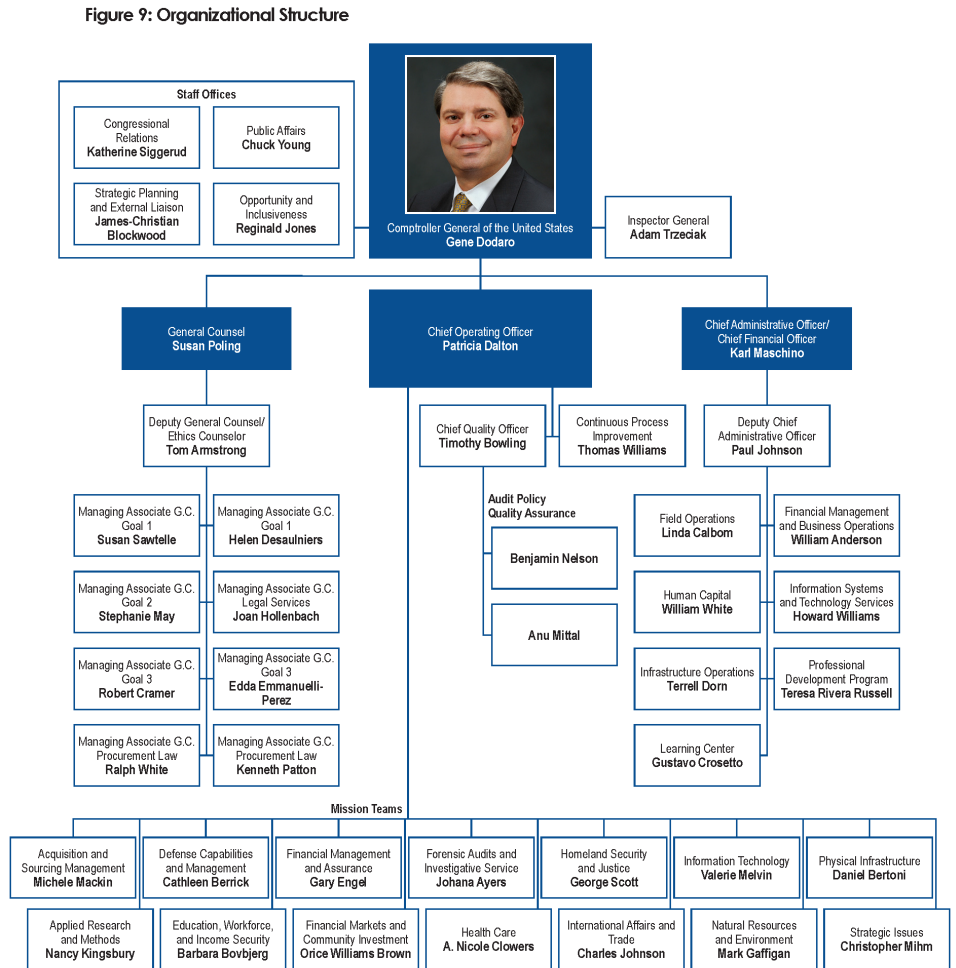 Figure 9: Organizational Structure
Staff Offices
Congressional
Relations
Katherine Siggerud
Public Affairs
Chuck Young
Strategic Planning
and External Liaison
James-Christian
Blockwood
Opportunity and
Inclusiveness
Reginald Jones
Comptroller General of the United States
Gene Dodaro
Inspector General
Adam Trzeciak
General Counsel
Susan Poling
Chief Operating Officer
Patricia Dalton
Chief Administrative Officer/
Chief Financial Officer
Karl Maschino
Deputy General Counsel/
Ethics Counselor
Tom Armstrong
Chief Quality Officer
Timothy Bowling
Continuous Process
Improvement
Thomas Williams
Deputy Chief
Administrative Officer
Paul Johnson
Managing Associate G.C.
Goal 1
Susan Sawtelle
Managing Associate G.C.
Goal 1
Helen Desaulniers
Managing Associate G.C.
Goal 2
Stephanie May
Managing Associate G.C.
Legal Services
Joan Hollenbach
Managing Associate G.C.
Goal 3
Robert Cramer
Managing Associate G.C.
Goal 3
Edda Emmanuelli-
Perez
Managing Associate G.C.
Procurement Law
Ralph White
Managing Associate G.C.
Procurement Law
Kenneth Patton
Audit Policy
Quality Assurance
Benjamin Nelson
Anu Mittal
Field Operations
Linda Calbom
Financial Management
and Business Operations
William Anderson
Human Capital
William White
Information Systems
and Technology Services
Howard Williams
Infrastructure Operations
Terrell Dorn
Professional
Development Program
Teresa Rivera Russell
Learning Center
Gustavo Crosetto
Mission Teams
Acquisition and
Sourcing Management
Michele Mackin
Defense Capabilities
and Management
Cathleen Berrick
Financial Management
and Assurance
Gary Engel
Forensic Audits and
Investigative Service
Johana Ayers
Homeland Security
and Justice
George Scott
Information Technology
Valerie Melvin
Physical Infrastructure
Daniel Bertoni
Applied Research
and Methods
Nancy Kingsbury
Education, Workforce,
and Income Security
Barbara Bovbjerg
Financial Markets and
Community Investment
Orice Williams Brown
Health Care
A. Nicole Clowers
International Affairs and
Trade
Charles Johnson
Natural Resources
and Environment
Mark Gaffigan
Strategic Issues
Christopher Mihm